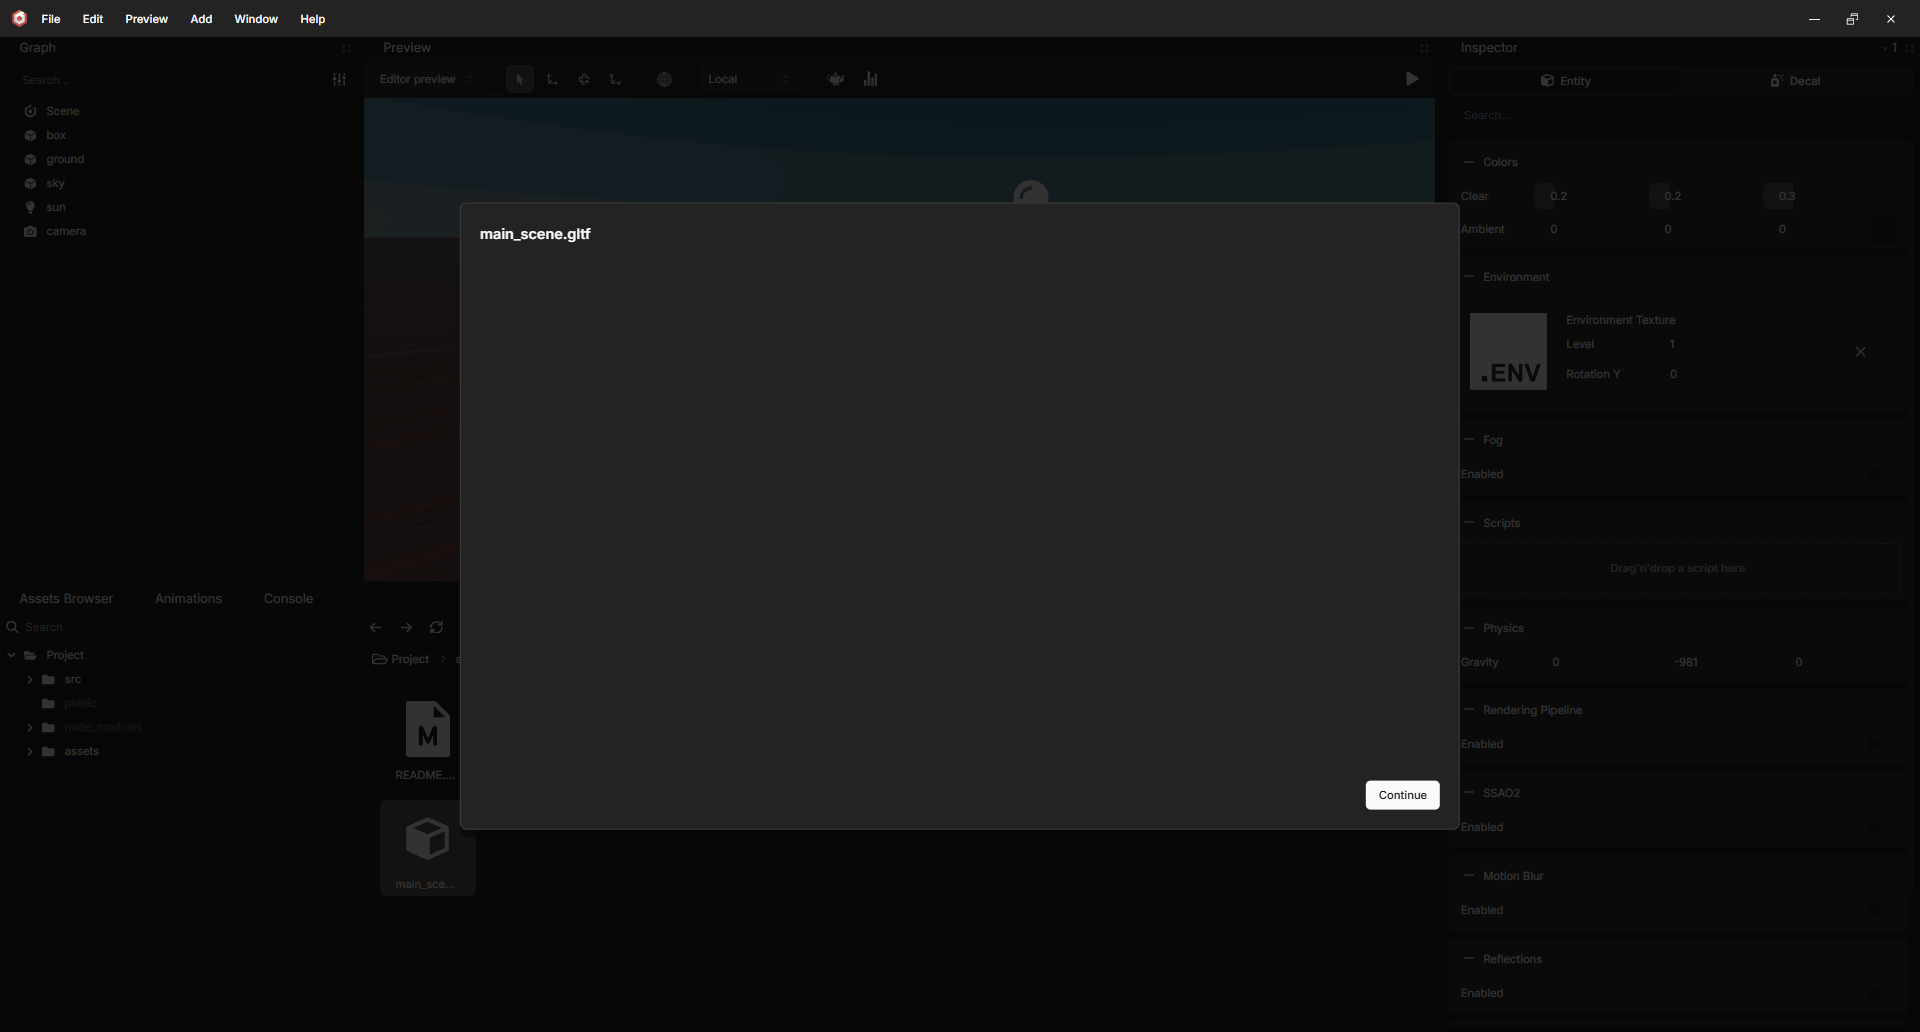 File Edit Preview Add Window Help
Graph
Search...
Scene
box
ground
sky
sun
camera
Preview
Editor preview
Local
Inspector
1
Entity
Decal
Search...
Colors
Clear 0.2 0.2 0.3
Ambient 0 0 0
Environment
.ENV
Environment Texture
Level 1
Rotation Y 0
Fog
Enabled
Scripts
Drag'n'drop a script here
Physics
Gravity 0 -981 0
Rendering Pipeline
Enabled
SSAO2
Enabled
Motion Blur
Enabled
Reflections
Enabled
main_scene.gltf
Continue
Assets Browser Animations Console
Search
Project
src
public
node_modules
assets
Project
M
README....
main_sce...